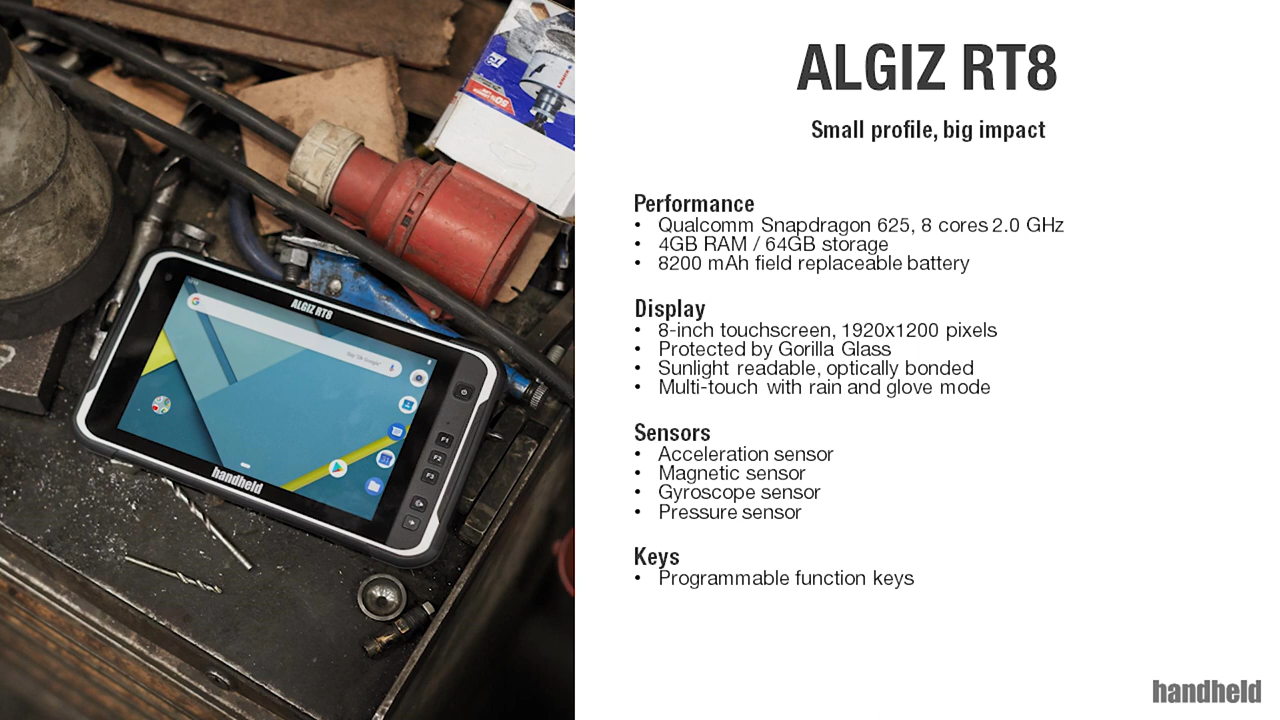 ALGIZ RT8
Small profile, big impact
Performance
• Qualcomm Snapdragon 625, 8 cores 2.0 GHz
• 4GB RAM / 64GB storage
• 8200 mAh field replaceable battery
Display
• 8-inch touchscreen, 1920x1200 pixels
• Protected by Gorilla Glass
• Sunlight readable, optically bonded
• Multi-touch with rain and glove mode
Sensors
• Acceleration sensor
• Magnetic sensor
• Gyroscope sensor
• Pressure sensor
Keys
• Programmable function keys
handheld
ALGIZ RT8
G
Say "Ok Google"
F1
F2
F3
handheld